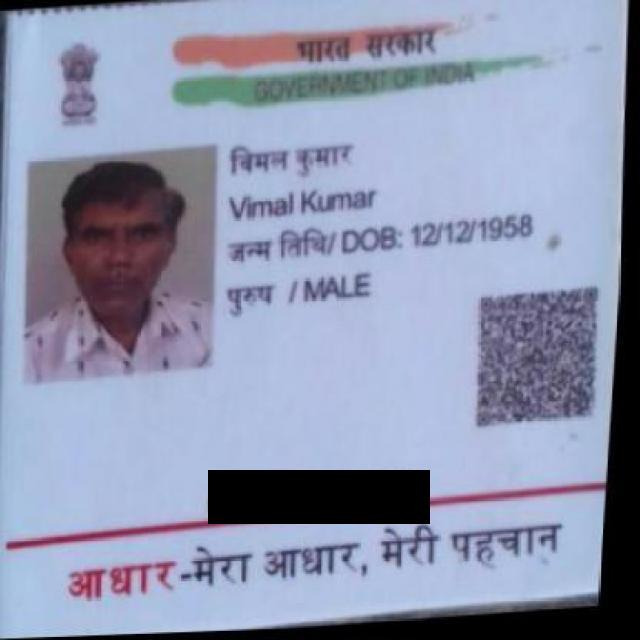 भारत सरकार
GOVERNMENT OF INDIA
विमल कुमार
Vimal Kumar
जन्म तिथि/ DOB: 12/12/1958
पुरुष / MALE
आधार-मेरा आधार, मेरी पहचान